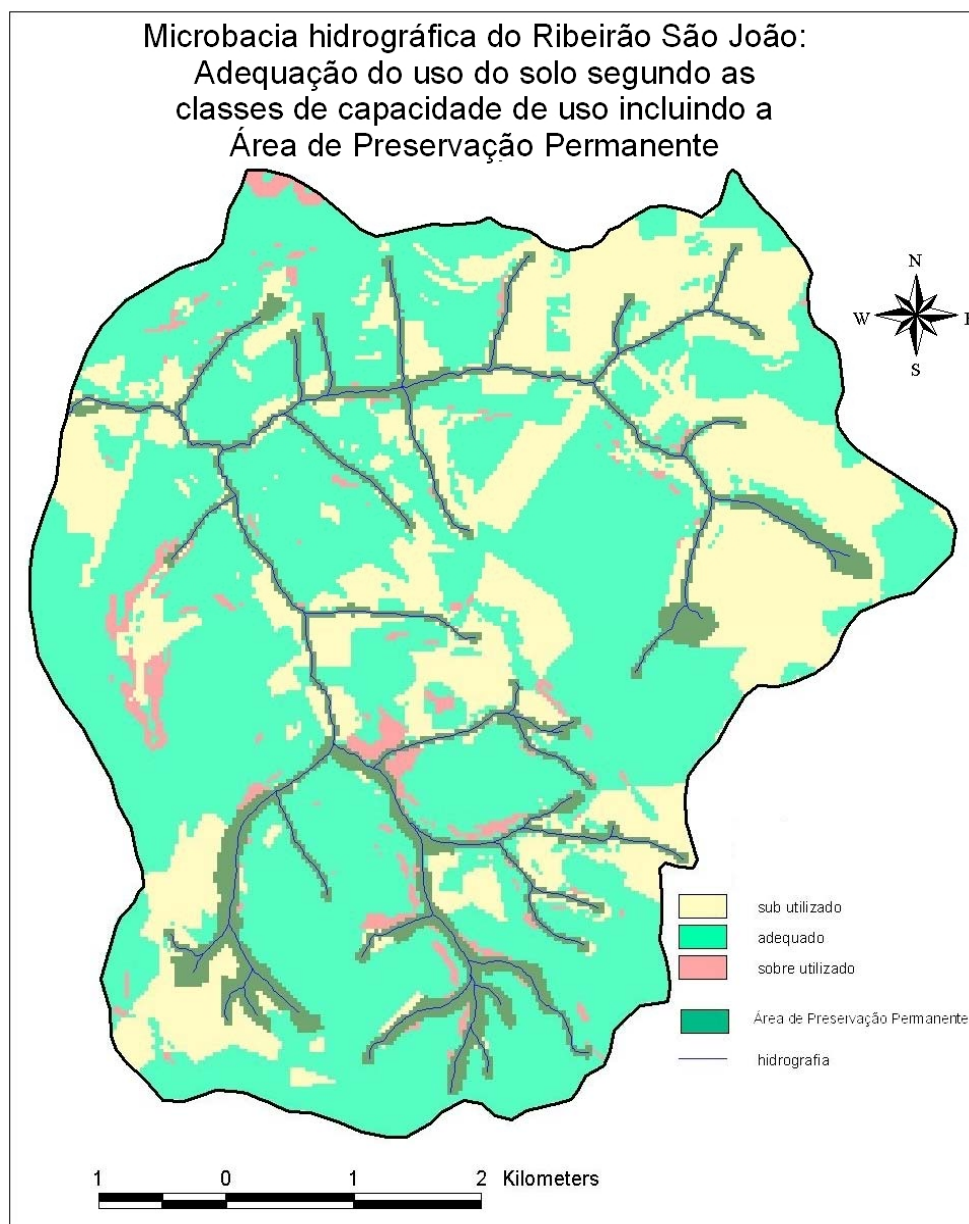 Microbacia hidrográfica do Ribeirão São João:
Adequação do uso do solo segundo as
classes de capacidade de uso incluindo a
Área de Preservação Permanente
N
W E
S
sub utilizado
adequado
sobre utilizado
Área de Preservação Permanente
hidrografia
1 0 1 2 Kilometers